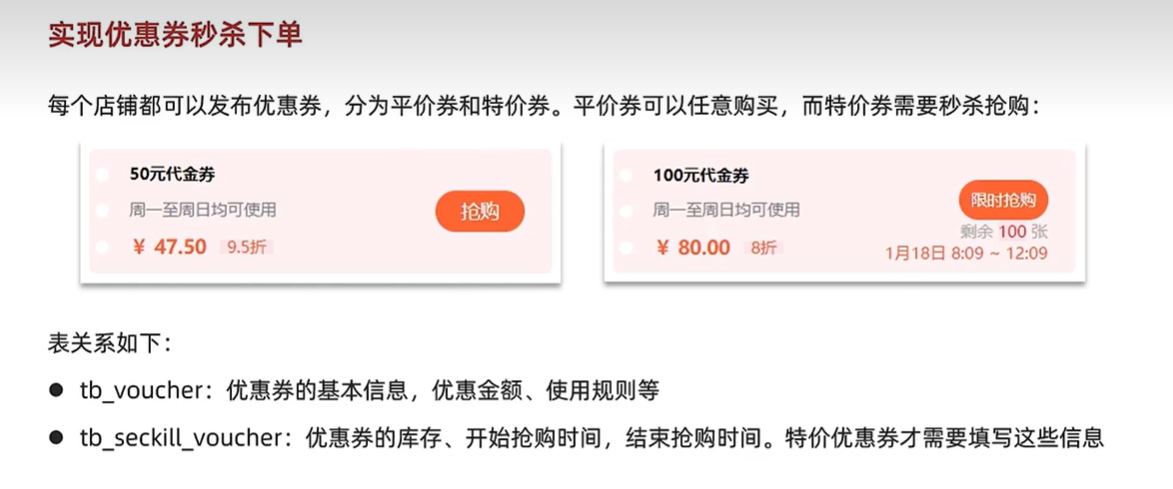 实现优惠券秒杀下单
每个店铺都可以发布优惠券，分为平价券和特价券。平价券可以任意购买，而特价券需要秒杀抢购：
50元代金券
周一至周日均可使用
￥ 47.50 9.5折
抢购
100元代金券
周一至周日均可使用
￥ 80.00 8折
限时抢购
剩余 100 张
1月18日 8:09 ~ 12:09
表关系如下：
● tb_voucher：优惠券的基本信息，优惠金额、使用规则等
● tb_seckill_voucher：优惠券的库存、开始抢购时间，结束抢购时间。特价优惠券才需要填写这些信息